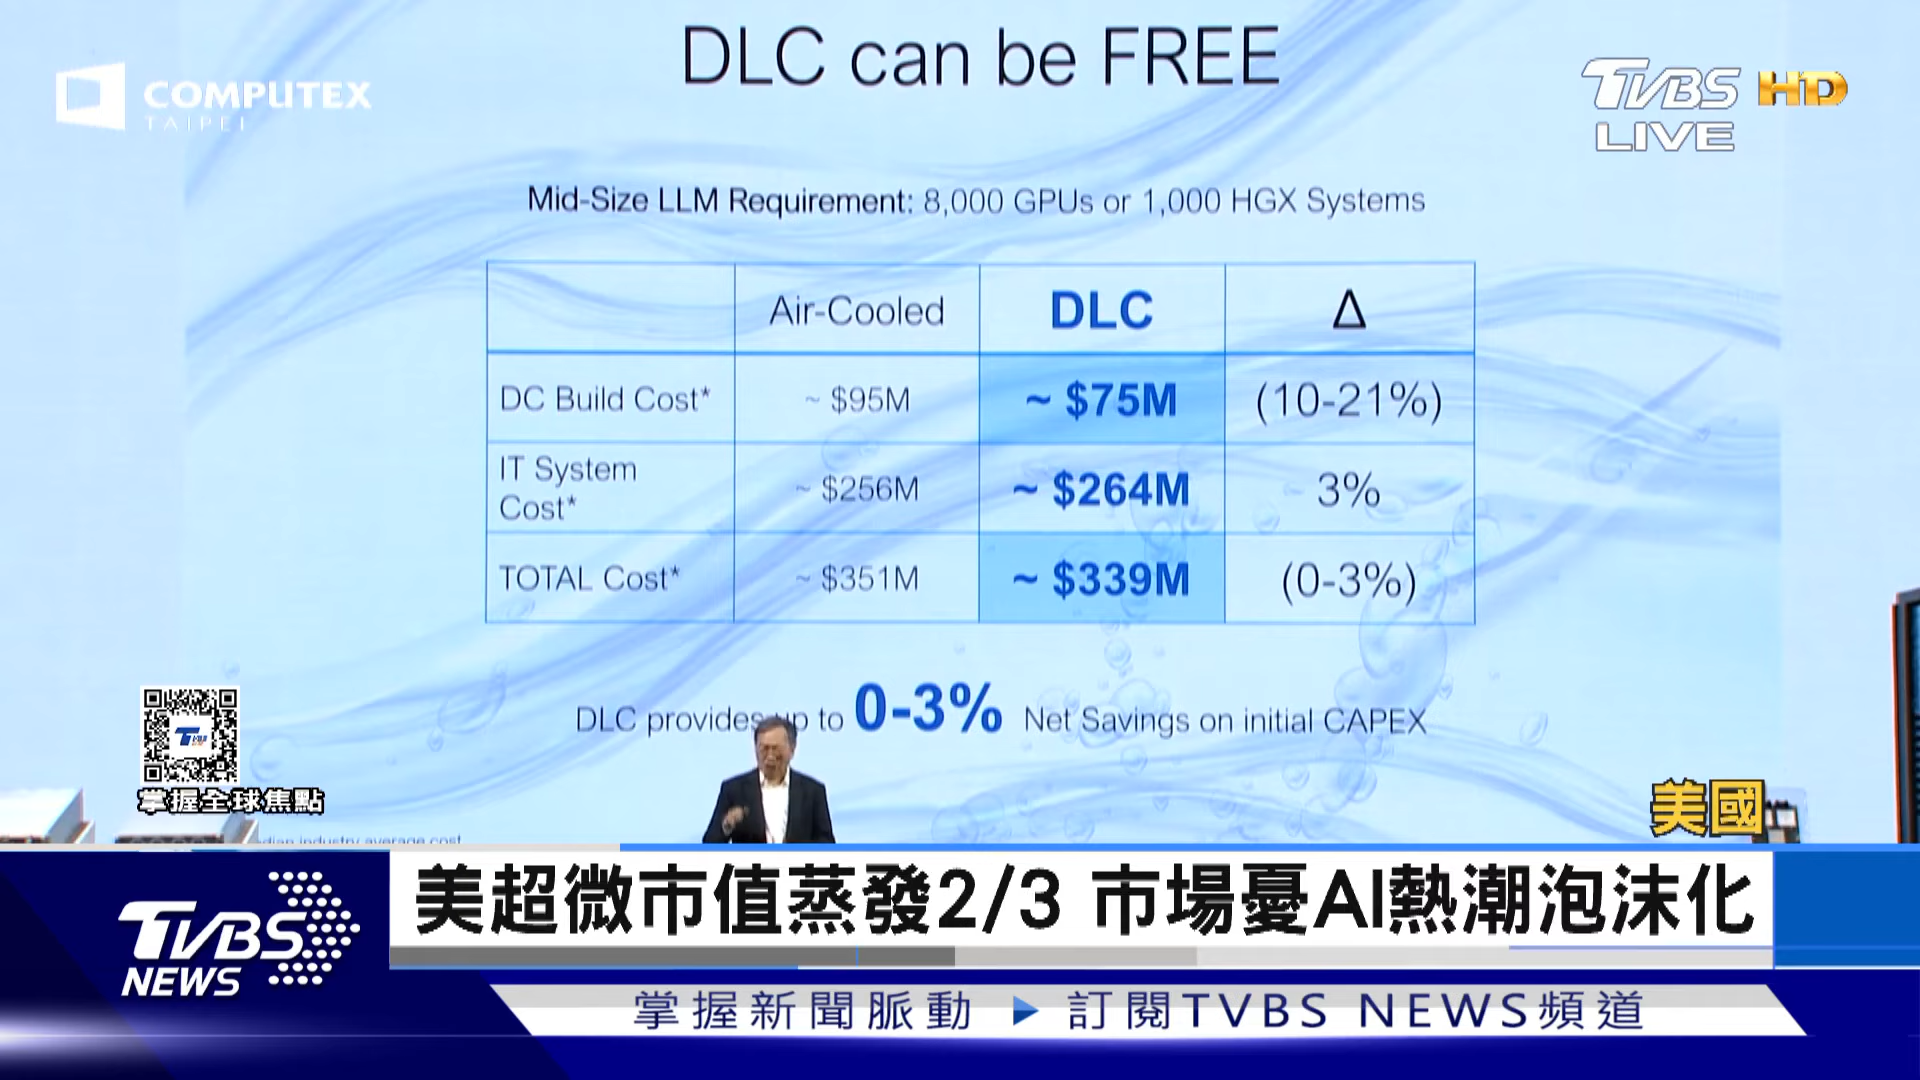 DLC can be FREE
COMPUTEX
TAIPEI
TVBS HD
LIVE
Mid-Size LLM Requirement: 8,000 GPUs or 1,000 HGX Systems
Air-Cooled DLC Δ
DC Build Cost* ~ $95M ~ $75M (10-21%)
IT System
Cost* ~ $256M ~ $264M 3%
TOTAL Cost* ~ $351M ~ $339M (0-3%)
DLC provides up to 0-3% Net Savings on initial CAPEX
TVBS
掌握全球焦點
美國
industry average cost
美超微市值蒸發2/3 市場憂AI熱潮泡沫化
TVBS
NEWS
掌握新聞脈動 ▶ 訂閱TVBS NEWS頻道